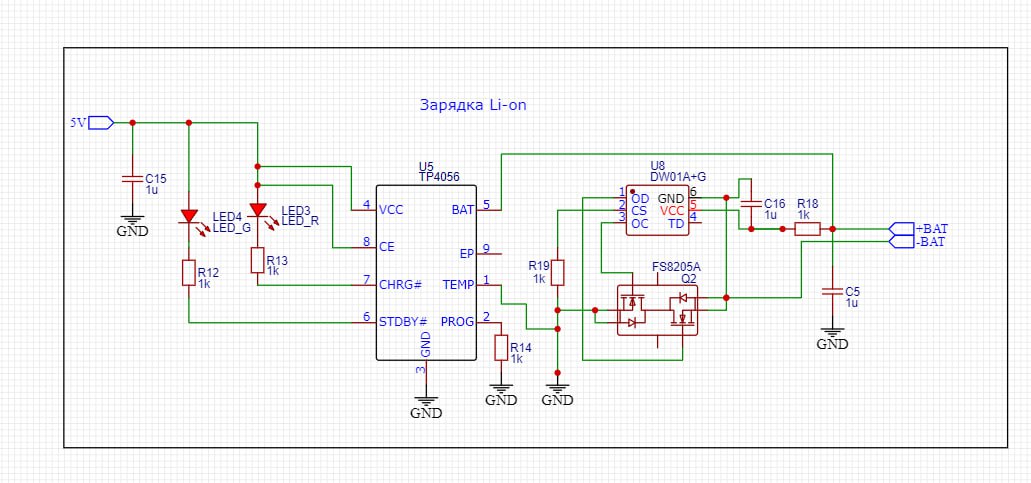 Зарядка Li-on
5V
C15
1u
GND
LED4
LED_G
LED3
LED_R
R12
1k
R13
1k
U5
TP4056
4
VCC
8
CE
7
CHRG#
6
STDBY#
BAT
5
EP
9
TEMP
1
PROG
2
GND
3
GND
R14
1k
GND
R19
1k
GND
U8
DW01A+G
1
OD
2
CS
3
OC
GND
6
VCC
5
TD
4
FS8205A
Q2
C16
1u
R18
1k
+BAT
-BAT
C5
1u
GND